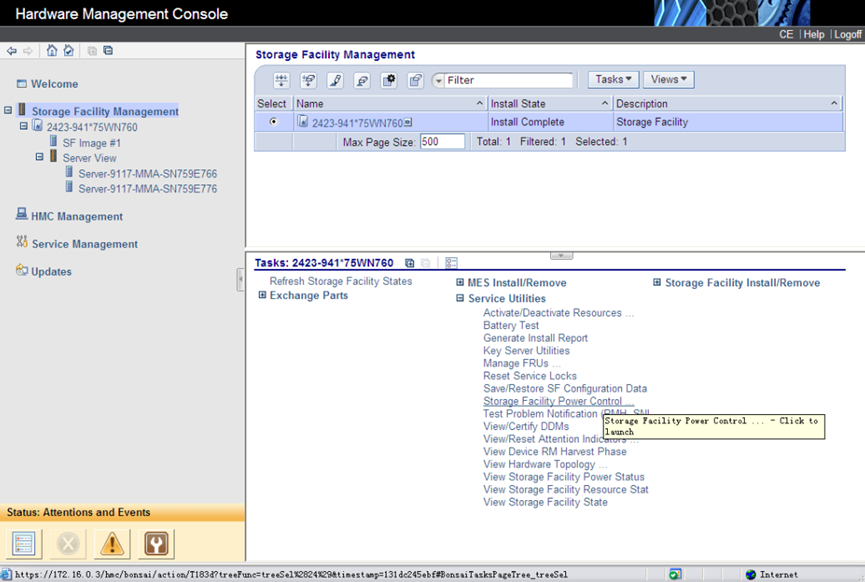 Hardware Management Console
CE | Help | Logoff
Welcome
Storage Facility Management
2423-941*75WN760
SF Image #1
Server View
Server-9117-MMA-SN759E766
Server-9117-MMA-SN759E776
HMC Management
Service Management
Updates
Status: Attentions and Events
Storage Facility Management
Filter
Tasks
Views
Select Name Install State Description
2423-941*75WN760 Install Complete Storage Facility
Max Page Size: 500 Total: 1 Filtered: 1 Selected: 1
Tasks: 2423-941*75WN760
Refresh Storage Facility States
Exchange Parts
MES Install/Remove
Service Utilities
Activate/Deactivate Resources ...
Battery Test
Generate Install Report
Key Server Utilities
Manage FRUs ...
Reset Service Locks
Save/Restore SF Configuration Data
Storage Facility Power Control ...
Test Problem Notification
View/Certify DDMs
View/Reset Attention Indicators ...
View Device RM Harvest Phase
View Hardware Topology ...
View Storage Facility Power Status
View Storage Facility Resource Stat
View Storage Facility State
Storage Facility Install/Remove
Storage Facility Power Control ... - Click to
launch
https://172.16.0.3/hmc/bonsai/action/T183d?treeFunc=treeSel%2824%29&timestamp=131dc245ebf#BonsaiTasksPageTree_treeSel
Internet